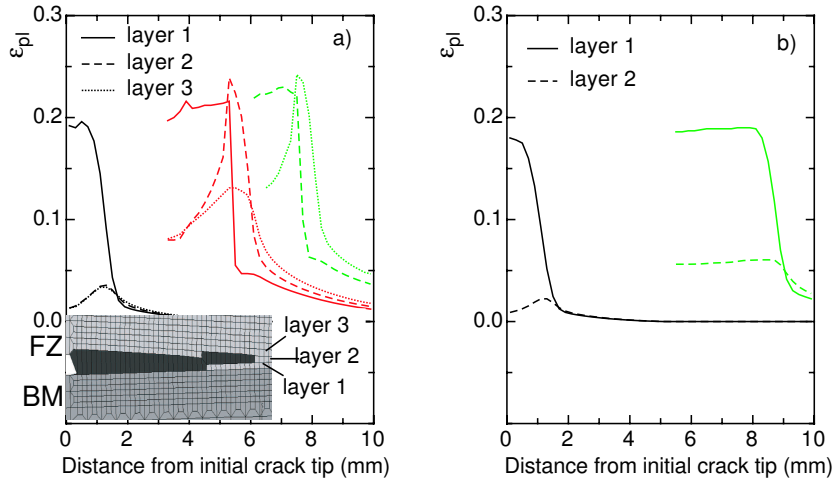 0.3
0.2
0.1
0.0
ε_pl
layer 1
layer 2
layer 3
a)
FZ
BM
layer 3
layer 2
layer 1
0 2 4 6 8 10
Distance from initial crack tip (mm)
0.3
0.2
0.1
0.0
ε_pl
layer 1
layer 2
b)
0 2 4 6 8 10
Distance from initial crack tip (mm)